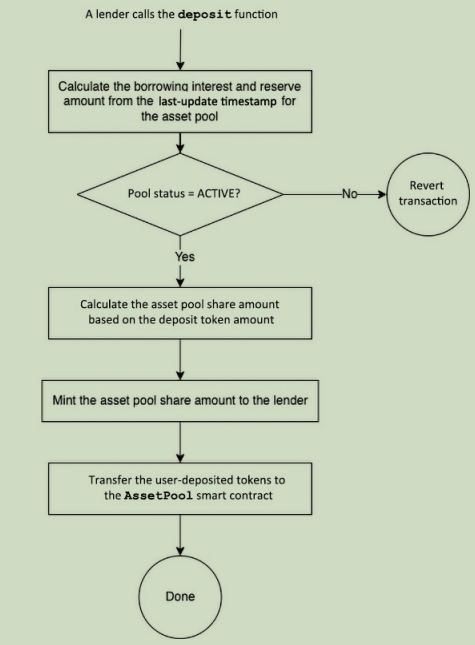 A lender calls the deposit function
Calculate the borrowing interest and reserve
amount from the last-update timestamp for
the asset pool
Pool status = ACTIVE?
No
Revert
transaction
Yes
Calculate the asset pool share amount
based on the deposit token amount
Mint the asset pool share amount to the lender
Transfer the user-deposited tokens to
the AssetPool smart contract
Done